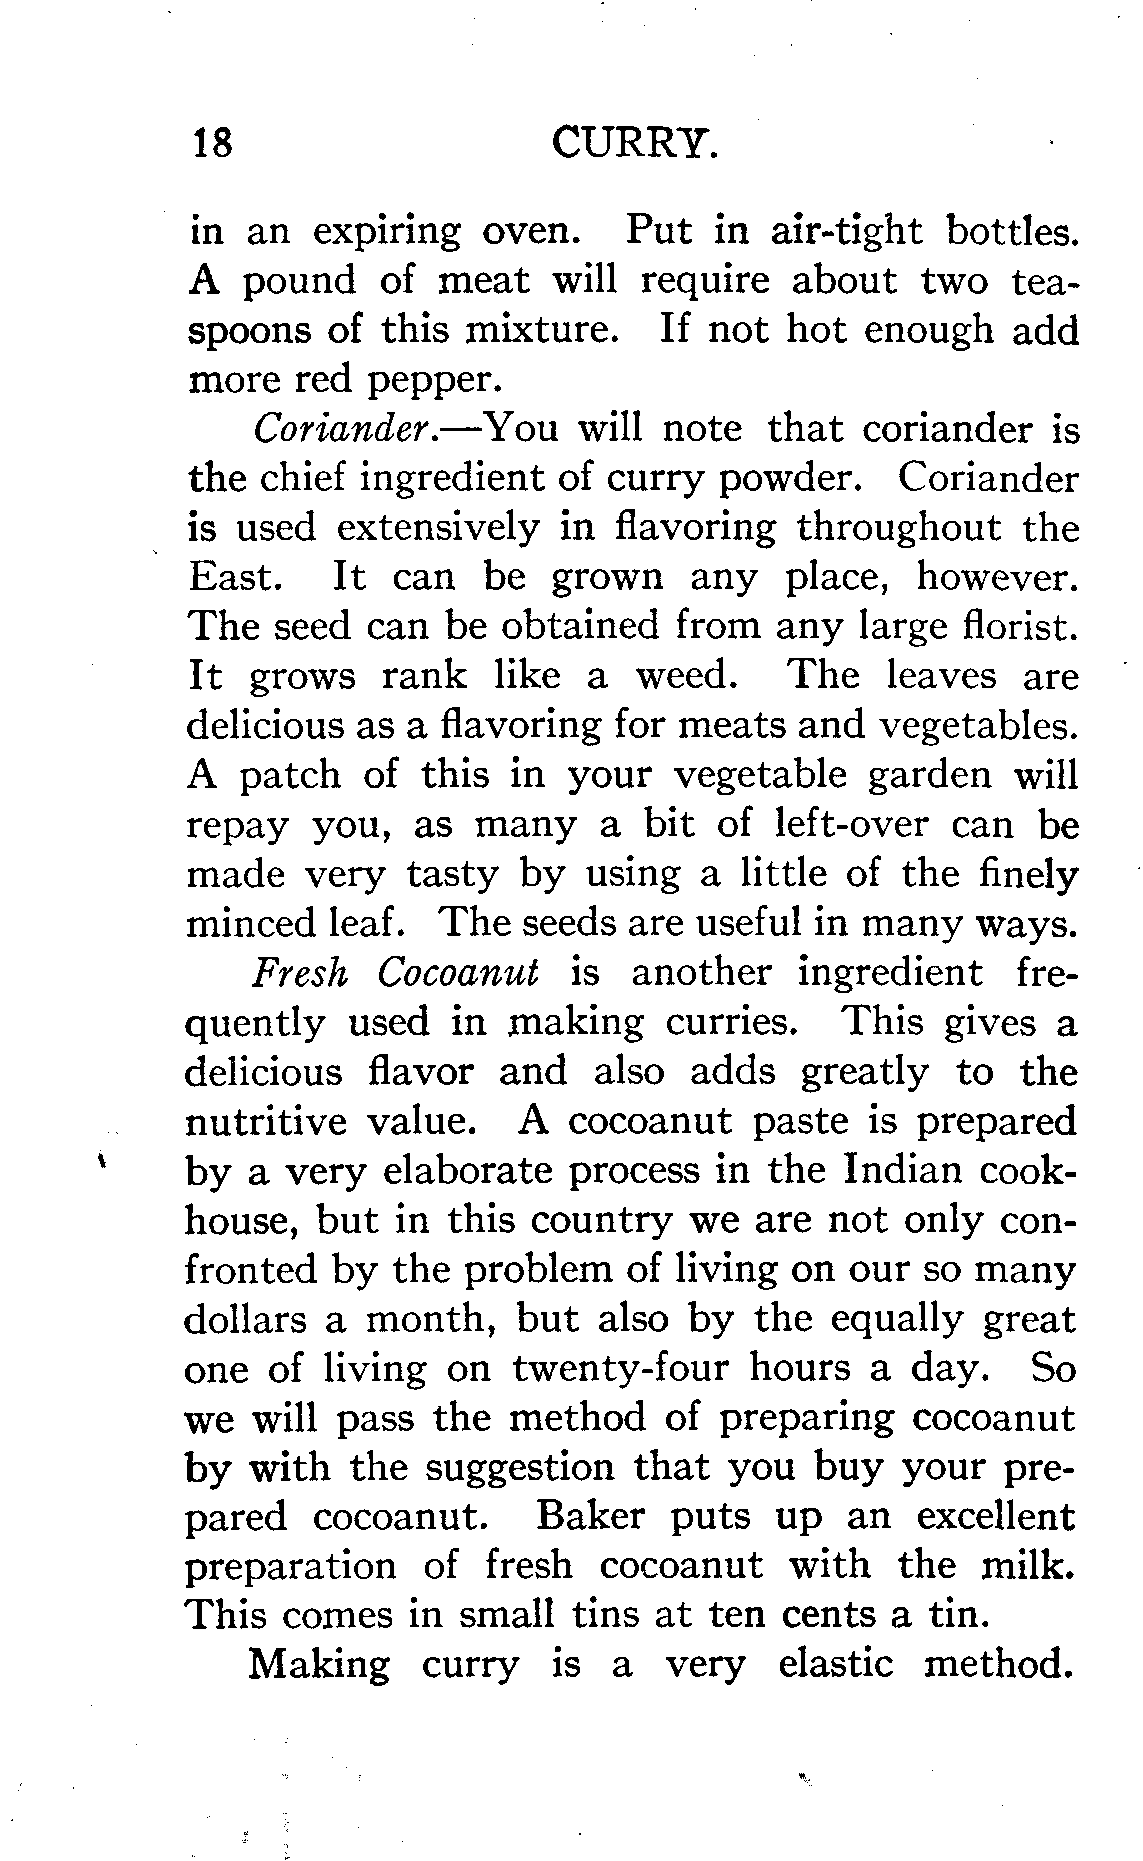 18 CURRY.
in an expiring oven. Put in air-tight bottles.
A pound of meat will require about two tea-
spoons of this mixture. If not hot enough add
more red pepper.
Coriander.—You will note that coriander is
the chief ingredient of curry powder. Coriander
is used extensively in flavoring throughout the
East. It can be grown any place, however.
The seed can be obtained from any large florist.
It grows rank like a weed. The leaves are
delicious as a flavoring for meats and vegetables.
A patch of this in your vegetable garden will
repay you, as many a bit of left-over can be
made very tasty by using a little of the finely
minced leaf. The seeds are useful in many ways.
Fresh Cocoanut is another ingredient fre-
quently used in making curries. This gives a
delicious flavor and also adds greatly to the
nutritive value. A cocoanut paste is prepared
by a very elaborate process in the Indian cook-
house, but in this country we are not only con-
fronted by the problem of living on our so many
dollars a month, but also by the equally great
one of living on twenty-four hours a day. So
we will pass the method of preparing cocoanut
by with the suggestion that you buy your pre-
pared cocoanut. Baker puts up an excellent
preparation of fresh cocoanut with the milk.
This comes in small tins at ten cents a tin.
Making curry is a very elastic method.